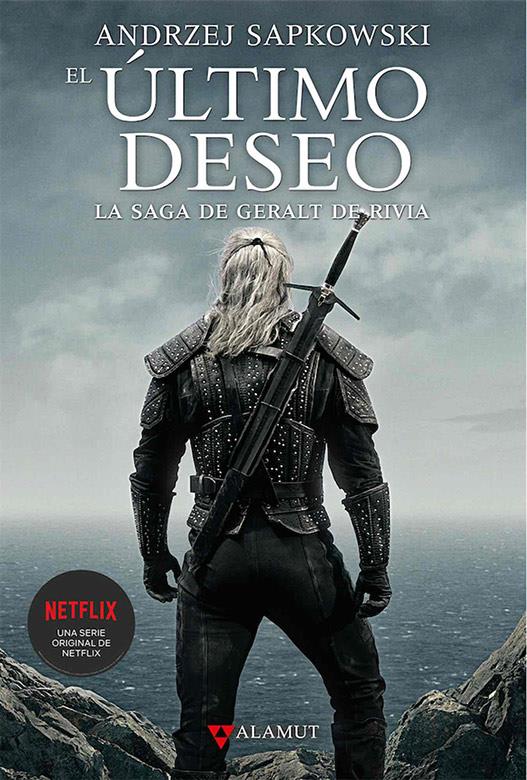 ANDRZEJ SAPKOWSKI
EL
ÚLTIMO
DESEO
LA SAGA DE GERALT DE RIVIA
NETFLIX
UNA SERIE
ORIGINAL DE
NETFLIX
ALAMUT